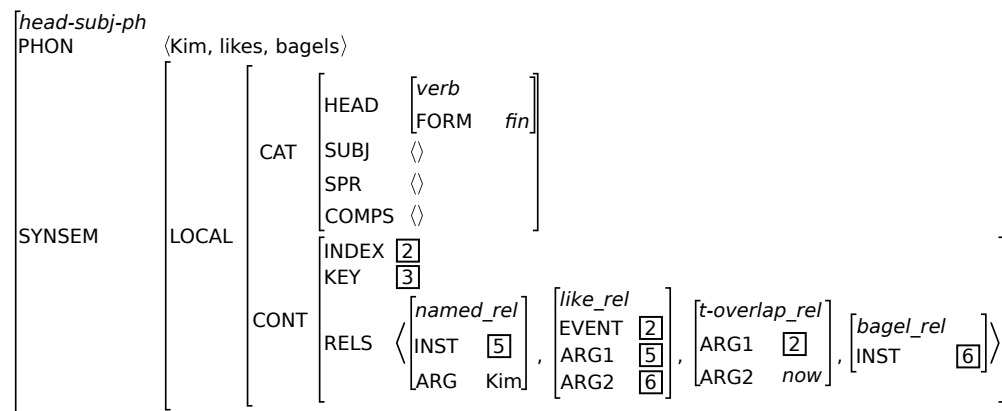 head-subj-ph
PHON ⟨Kim, likes, bagels⟩
verb
HEAD
FORM fin
CAT SUBJ ⟨⟩
SPR ⟨⟩
COMPS ⟨⟩
SYNSEM LOCAL
INDEX 2
KEY 3
CONT
RELS ⟨
named_rel
INST 5
ARG Kim
,
like_rel
EVENT 2
ARG1 5
ARG2 6
,
t-overlap_rel
ARG1 2
ARG2 now
,
bagel_rel
INST 6
⟩